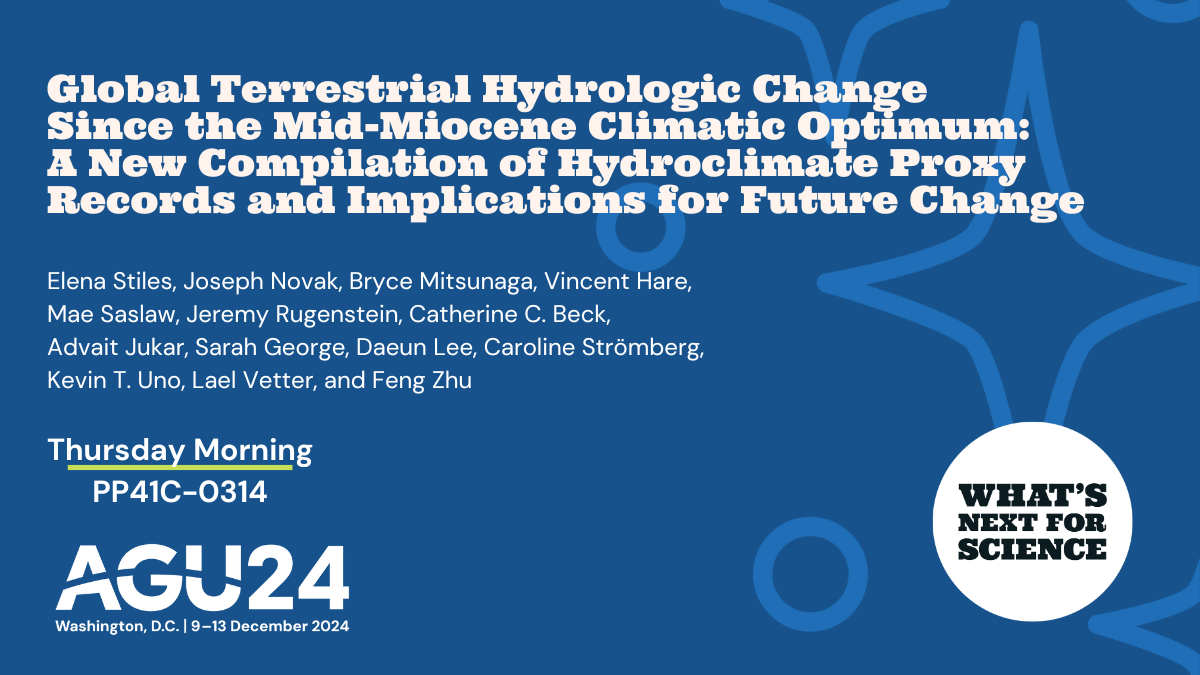 Global Terrestrial Hydrologic Change
Since the Mid-Miocene Climatic Optimum:
A New Compilation of Hydroclimate Proxy
Records and Implications for Future Change
Elena Stiles, Joseph Novak, Bryce Mitsunaga, Vincent Hare,
Mae Saslaw, Jeremy Rugenstein, Catherine C. Beck,
Advait Jukar, Sarah George, Daeun Lee, Caroline Strömberg,
Kevin T. Uno, Lael Vetter, and Feng Zhu
Thursday Morning
PP41C-0314
AGU24
Washington, D.C. | 9–13 December 2024
WHAT'S
NEXT FOR
SCIENCE